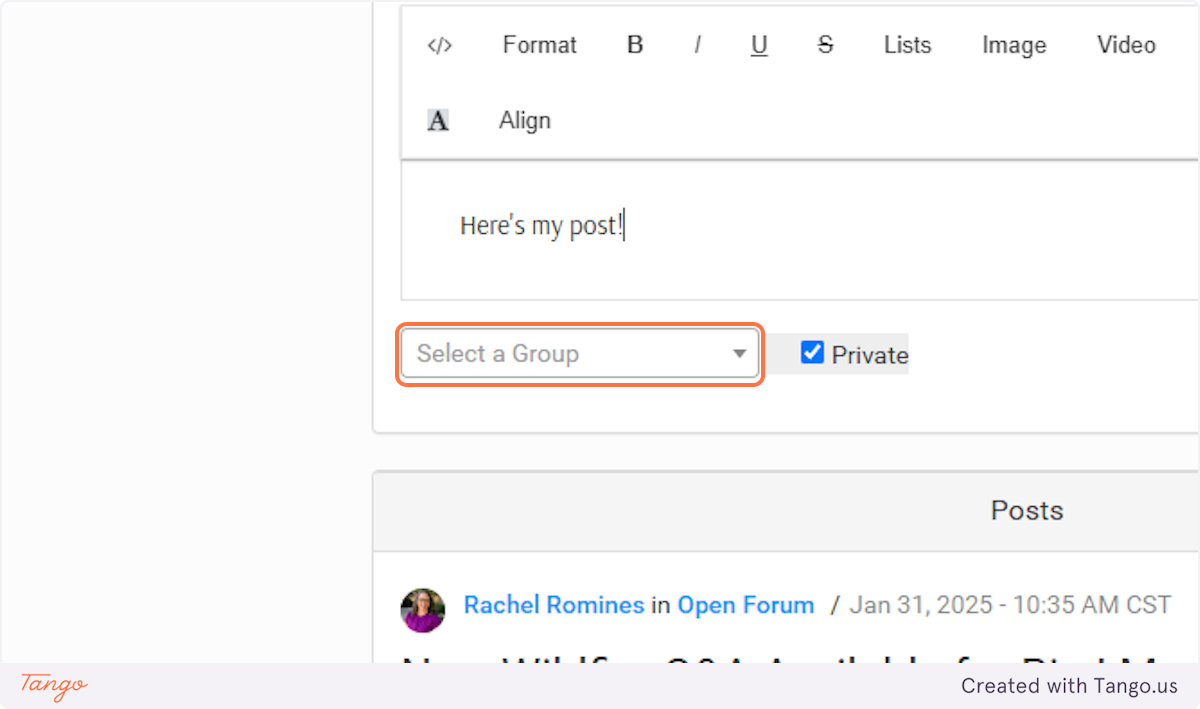 </> Format B I U S Lists Image Video
A Align
Here's my post!
Select a Group
Private
Posts
Rachel Romines in Open Forum / Jan 31, 2025 - 10:35 AM CST
Tango
Created with Tango.us